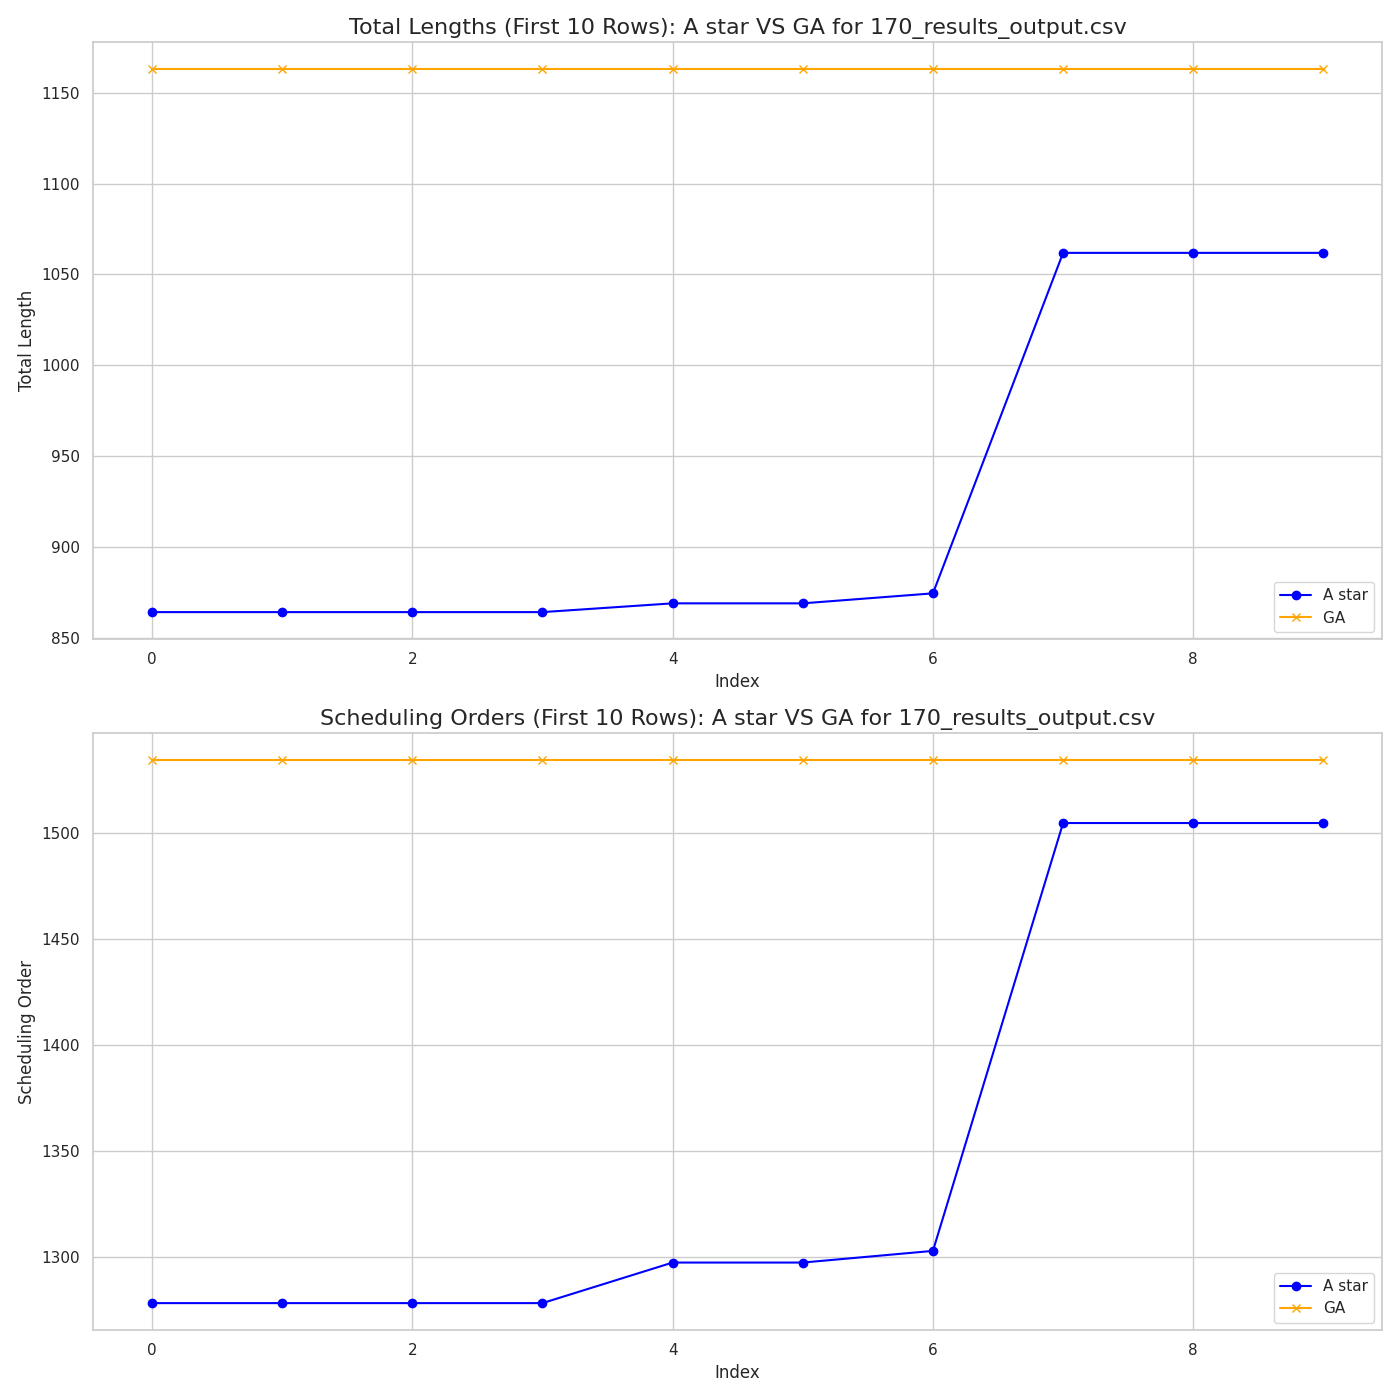 Total Lengths (First 10 Rows): A star VS GA for 170_results_output.csv
1150
1100
1050
1000
950
900
850
Total Length
0 2 4 6 8
Index
A star
GA
Scheduling Orders (First 10 Rows): A star VS GA for 170_results_output.csv
1500
1450
1400
1350
1300
Scheduling Order
0 2 4 6 8
Index
A star
GA